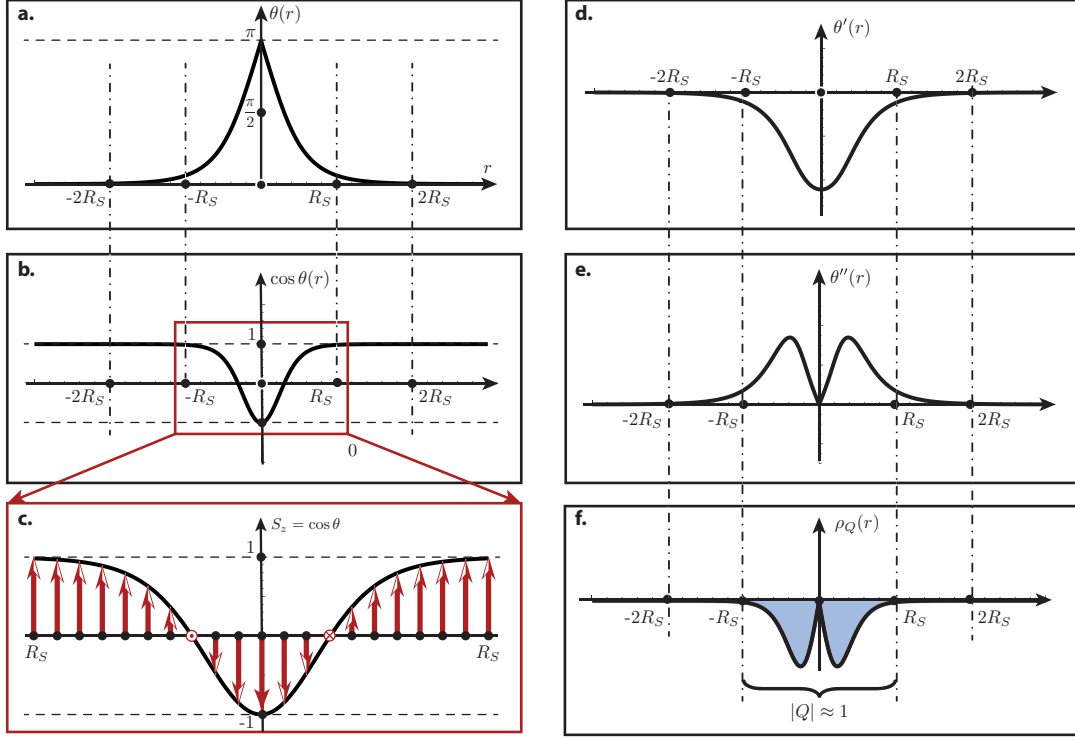 a.
θ(r)
π
π/2
r
-2R_S
-R_S
R_S
2R_S
b.
cos θ(r)
1
-2R_S
-R_S
R_S
2R_S
0
c.
S_z = cos θ
1
R_S
R_S
-1
d.
θ′(r)
-2R_S
-R_S
R_S
2R_S
e.
θ″(r)
-2R_S
-R_S
R_S
2R_S
f.
ρ_Q(r)
-2R_S
-R_S
R_S
2R_S
|Q| ≈ 1